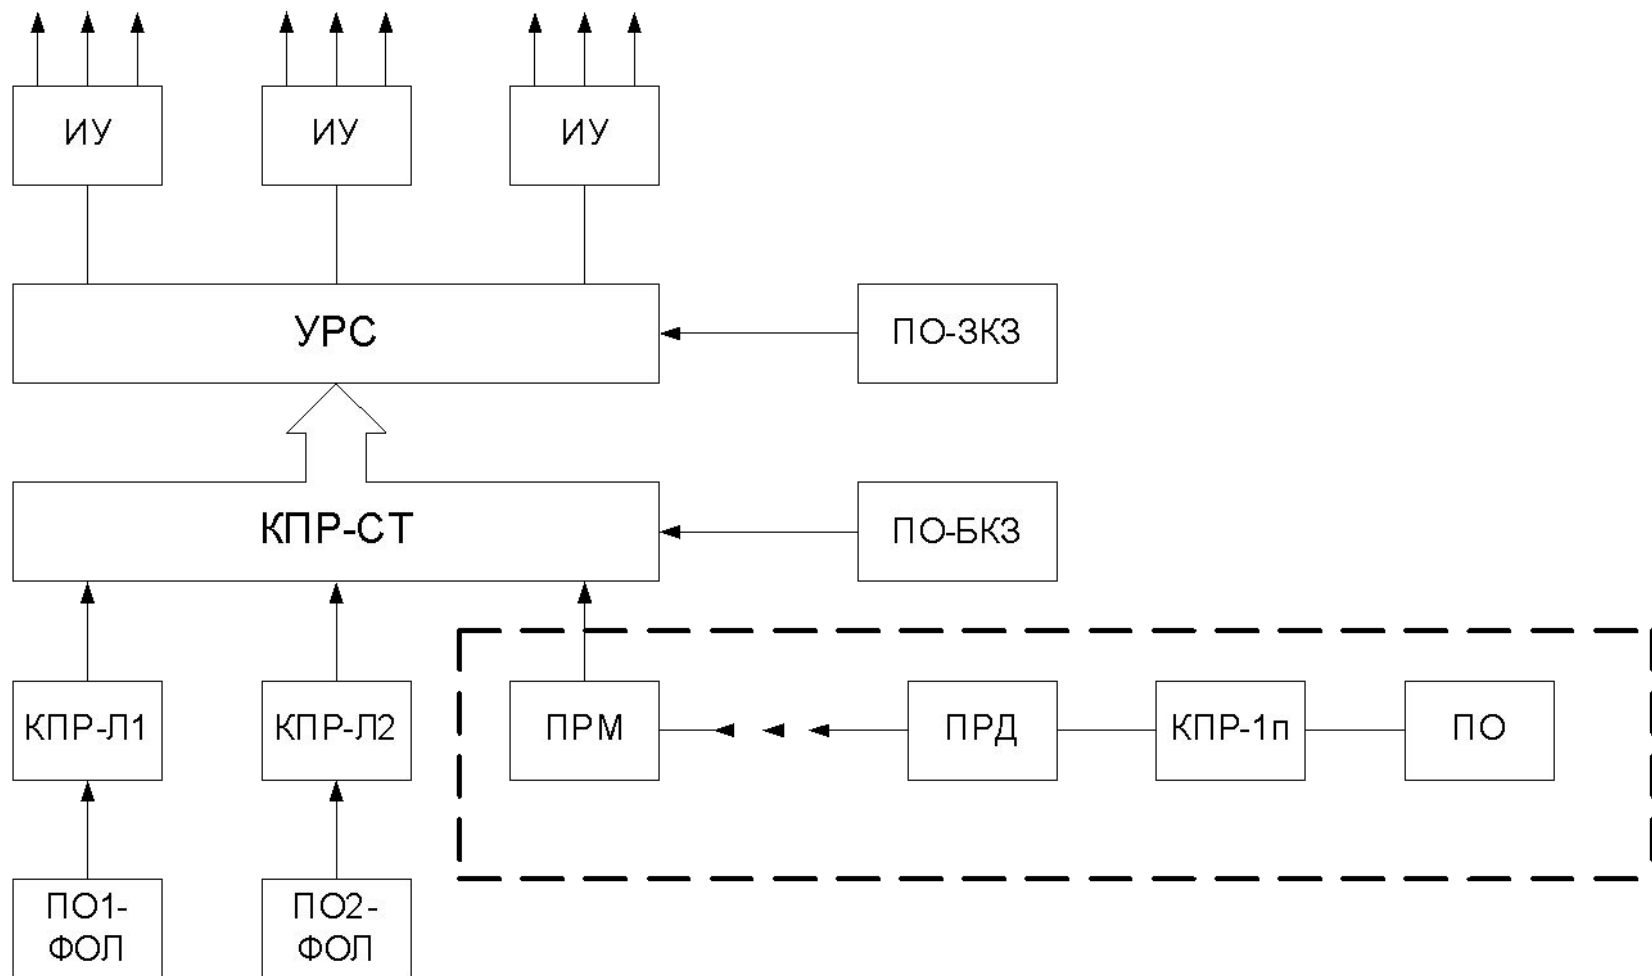 ИУ
ИУ
ИУ
УРС
ПО-ЗКЗ
КПР-СТ
ПО-БКЗ
КПР-Л1
КПР-Л2
ПРМ
ПРД
КПР-1п
ПО
ПО1-
ФОЛ
ПО2-
ФОЛ